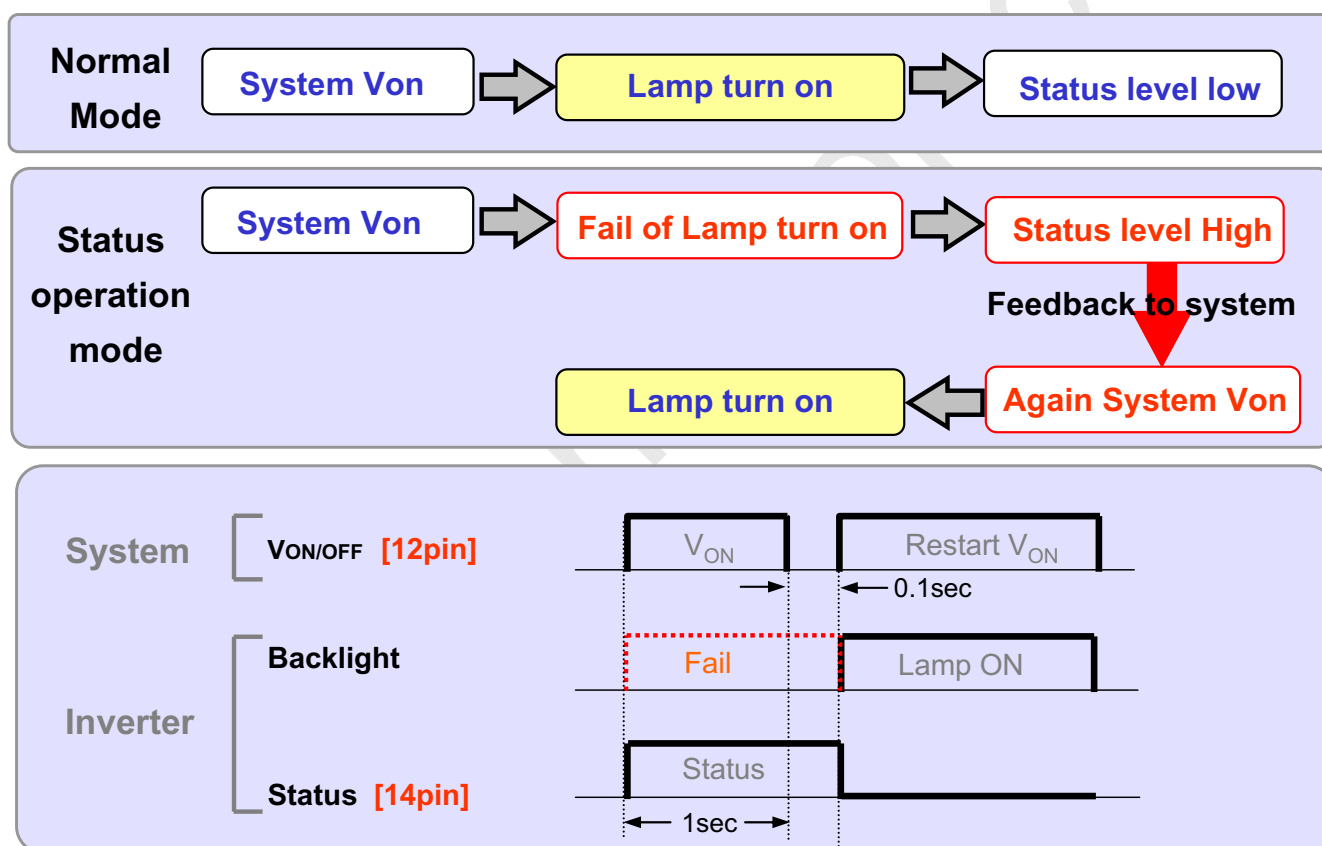 Normal
Mode
System Von
Lamp turn on
Status level low
Status
operation
mode
System Von
Fail of Lamp turn on
Status level High
Feedback to system
Lamp turn on
Again System Von
System
VON/OFF [12pin]
VON
Restart VON
0.1sec
Inverter
Backlight
Fail
Lamp ON
Status [14pin]
Status
1sec